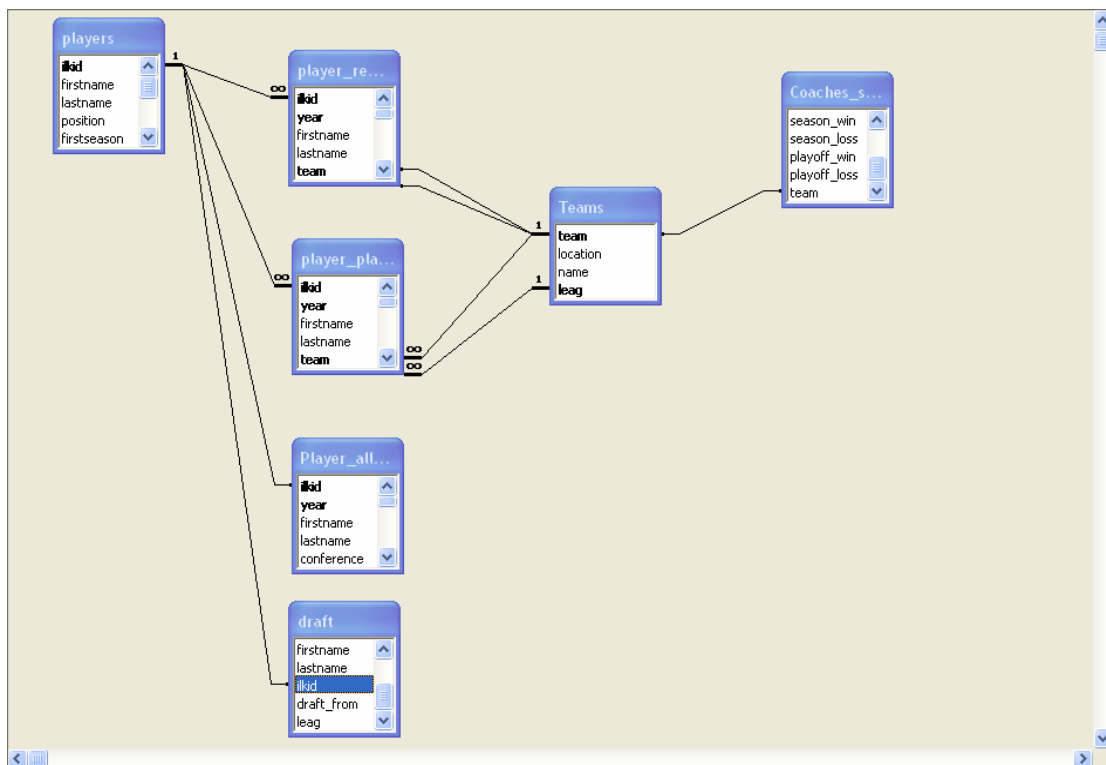 players
ilkid
firstname
lastname
position
firstseason
1
player_re...
∞
ilkid
year
firstname
lastname
team
Coaches_s...
season_win
season_loss
playoff_win
playoff_loss
team
Teams
1
team
location
name
1
leag
player_pla...
∞
ilkid
year
firstname
lastname
team
∞
∞
Player_all...
ilkid
year
firstname
lastname
conference
draft
firstname
lastname
ilkid
draft_from
leag